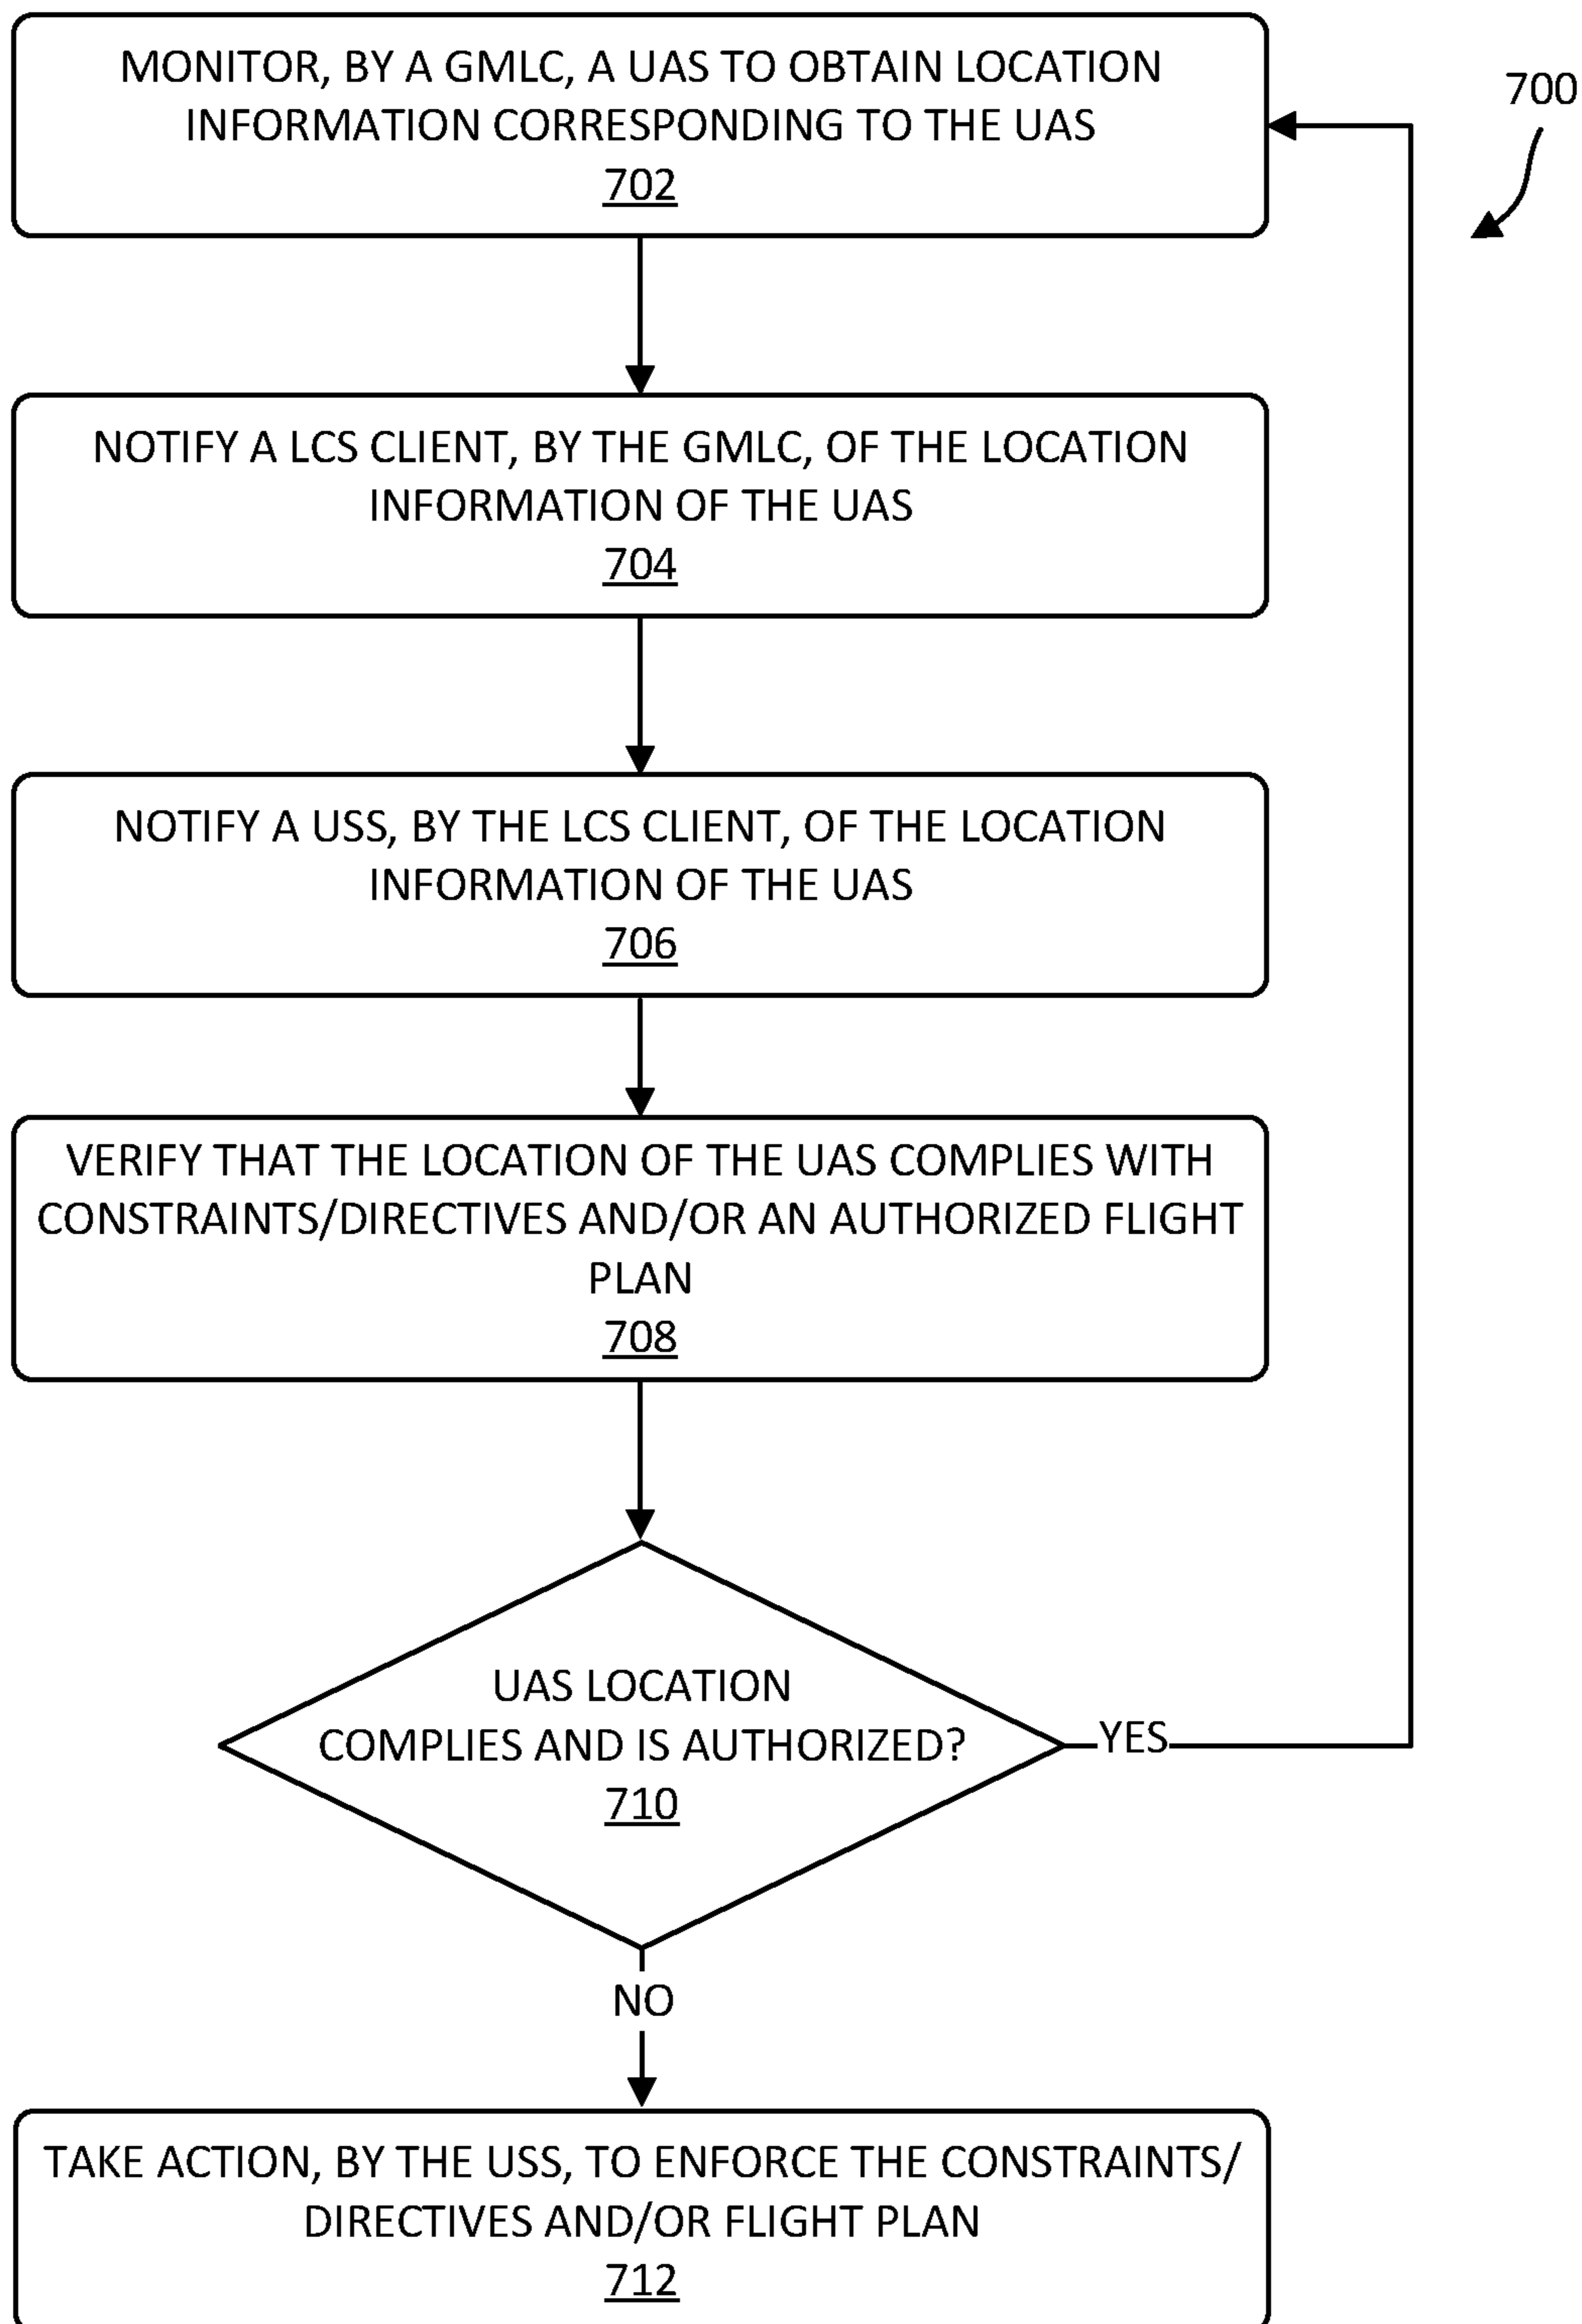 MONITOR, BY A GMLC, A UAS TO OBTAIN LOCATION
INFORMATION CORRESPONDING TO THE UAS
702
700
NOTIFY A LCS CLIENT, BY THE GMLC, OF THE LOCATION
INFORMATION OF THE UAS
704
NOTIFY A USS, BY THE LCS CLIENT, OF THE LOCATION
INFORMATION OF THE UAS
706
VERIFY THAT THE LOCATION OF THE UAS COMPLIES WITH
CONSTRAINTS/DIRECTIVES AND/OR AN AUTHORIZED FLIGHT
PLAN
708
UAS LOCATION
COMPLIES AND IS AUTHORIZED?
710
YES
NO
TAKE ACTION, BY THE USS, TO ENFORCE THE CONSTRAINTS/
DIRECTIVES AND/OR FLIGHT PLAN
712